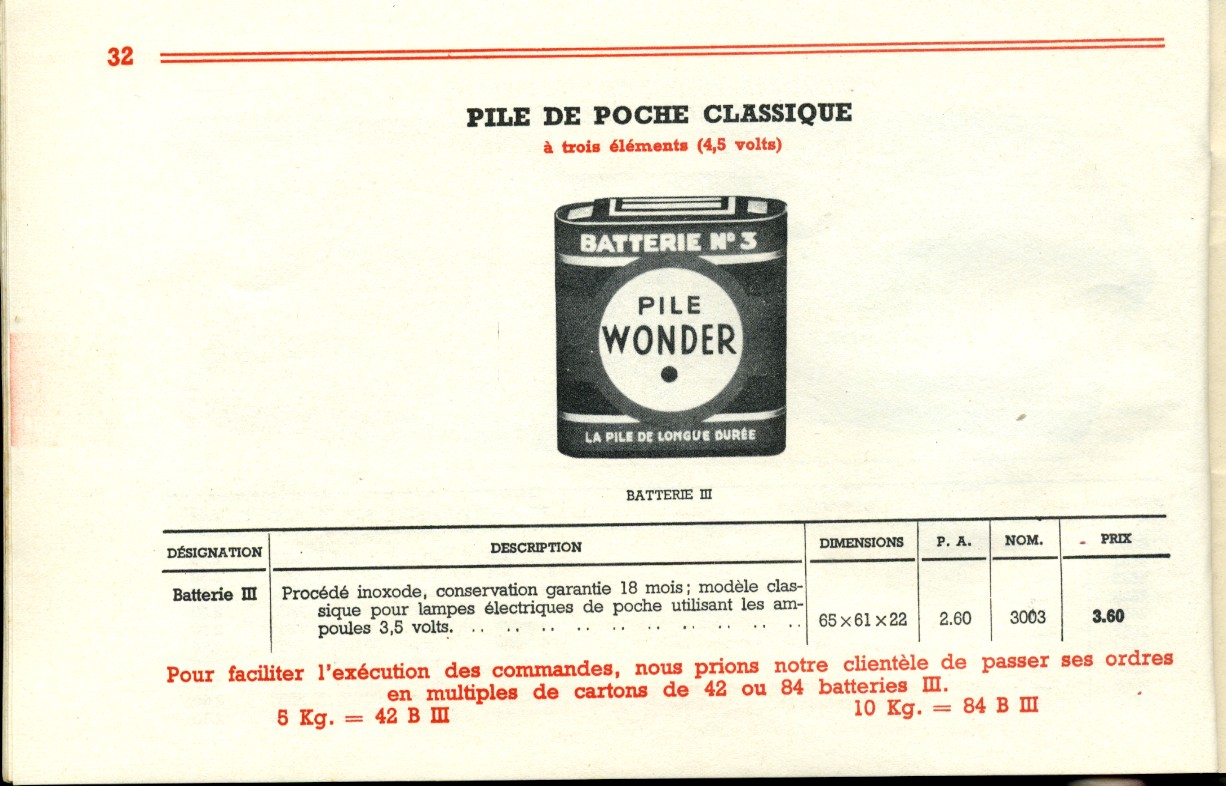 32
PILE DE POCHE CLASSIQUE
à trois éléments (4,5 volts)
BATTERIE Nº 3
PILE
WONDER
LA PILE DE LONGUE DURÉE
BATTERIE III
DÉSIGNATION DESCRIPTION DIMENSIONS P. A. NOM. PRIX
Batterie III Procédé inoxode, conservation garantie 18 mois; modèle clas-
sique pour lampes électriques de poche utilisant les am-
poules 3,5 volts. .. .. .. .. .. .. .. .. .. .. 65×61×22 2.60 3003 3.60
Pour faciliter l'exécution des commandes, nous prions notre clientèle de passer ses ordres
en multiples de cartons de 42 ou 84 batteries III.
5 Kg. = 42 B III 10 Kg. = 84 B III